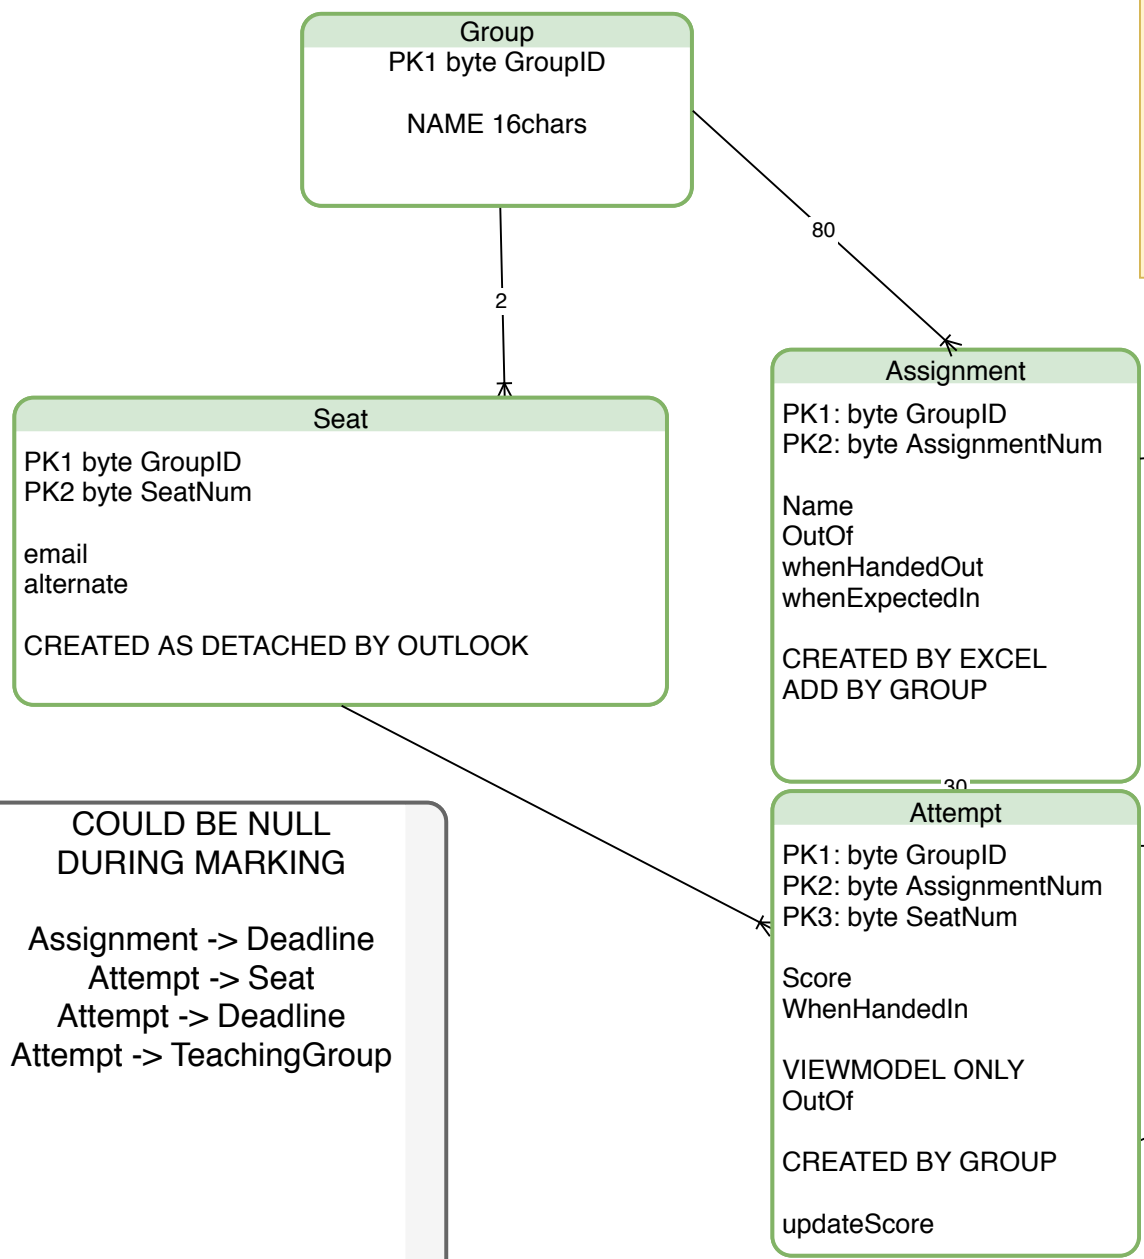 Group
PK1 byte GroupID
NAME 16chars
80
2
Assignment
PK1: byte GroupID
PK2: byte AssignmentNum
Name
OutOf
whenHandedOut
whenExpectedIn
CREATED BY EXCEL
ADD BY GROUP
Seat
PK1 byte GroupID
PK2 byte SeatNum
email
alternate
CREATED AS DETACHED BY OUTLOOK
30
Attempt
PK1: byte GroupID
PK2: byte AssignmentNum
PK3: byte SeatNum
Score
WhenHandedIn
VIEWMODEL ONLY
OutOf
CREATED BY GROUP
updateScore
COULD BE NULL
DURING MARKING
Assignment -> Deadline
Attempt -> Seat
Attempt -> Deadline
Attempt -> TeachingGroup